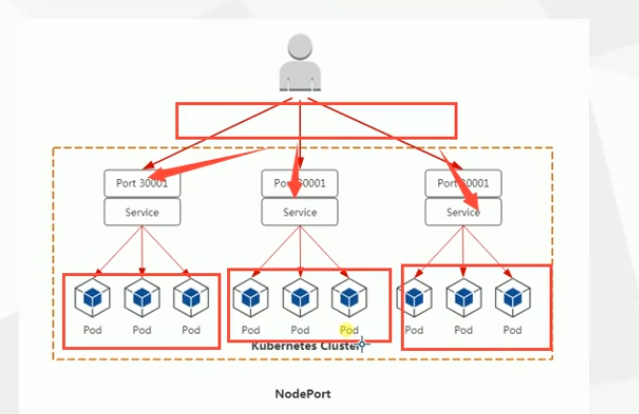 Port 30001 Port 30001 Port 30001
Service Service Service
Pod Pod Pod Pod Pod Pod Pod Pod Pod
Kubernetes Cluster
NodePort